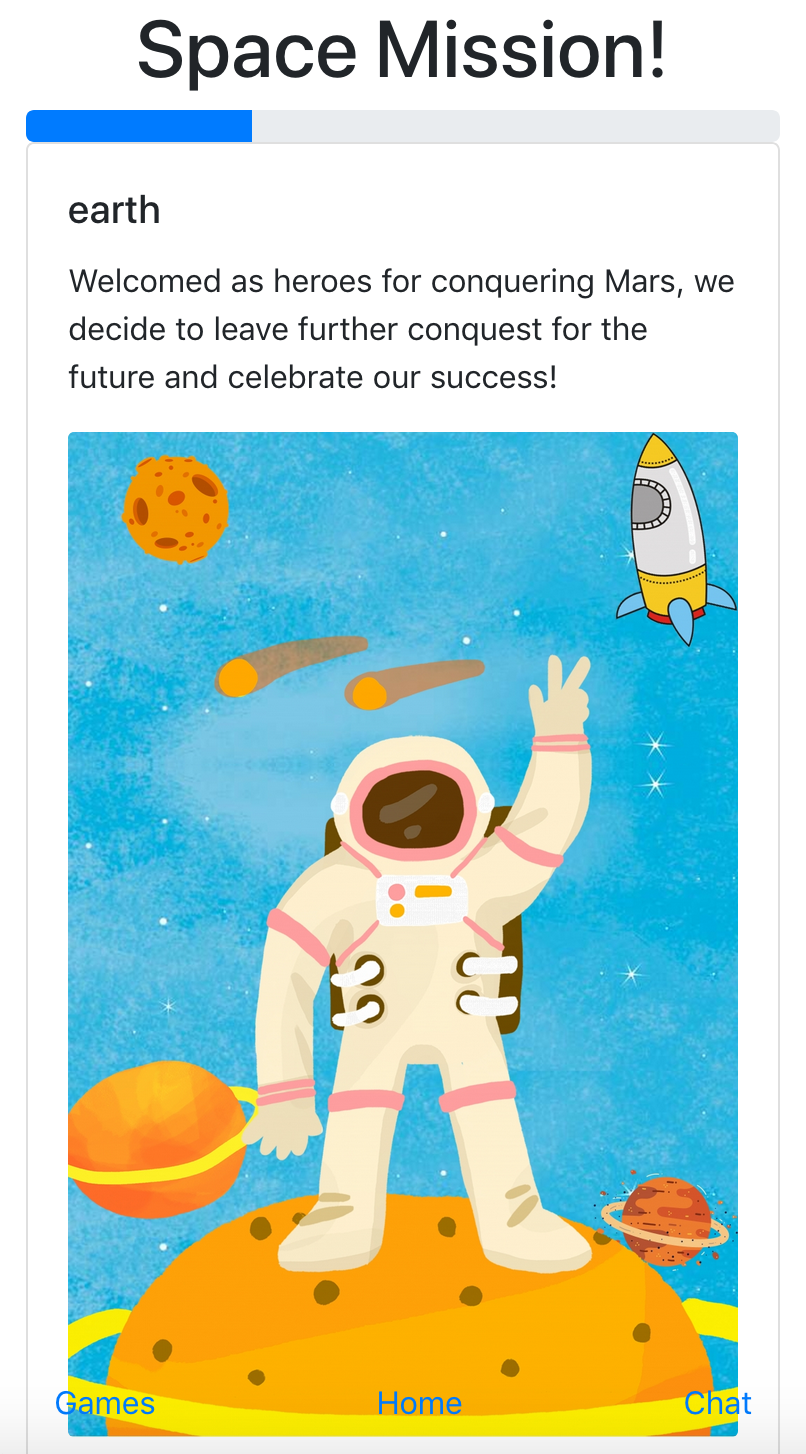 Space Mission!
earth
Welcomed as heroes for conquering Mars, we
decide to leave further conquest for the
future and celebrate our success!
Games Home Chat